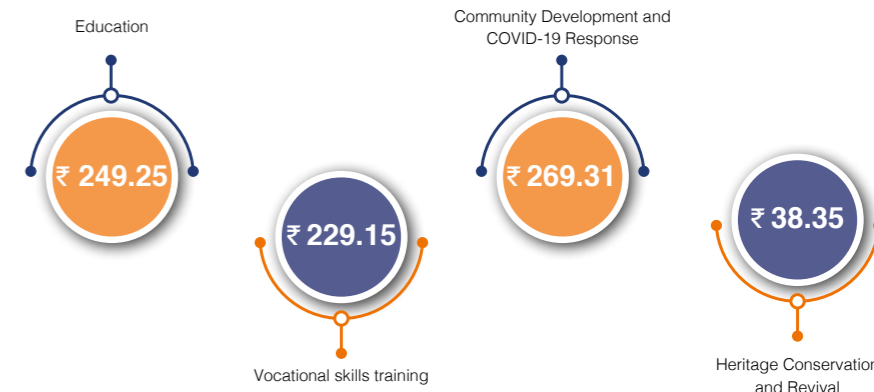 Education
₹ 249.25
₹ 229.15
Vocational skills training
Community Development and
COVID-19 Response
₹ 269.31
₹ 38.35
Heritage Conservation
and Revival